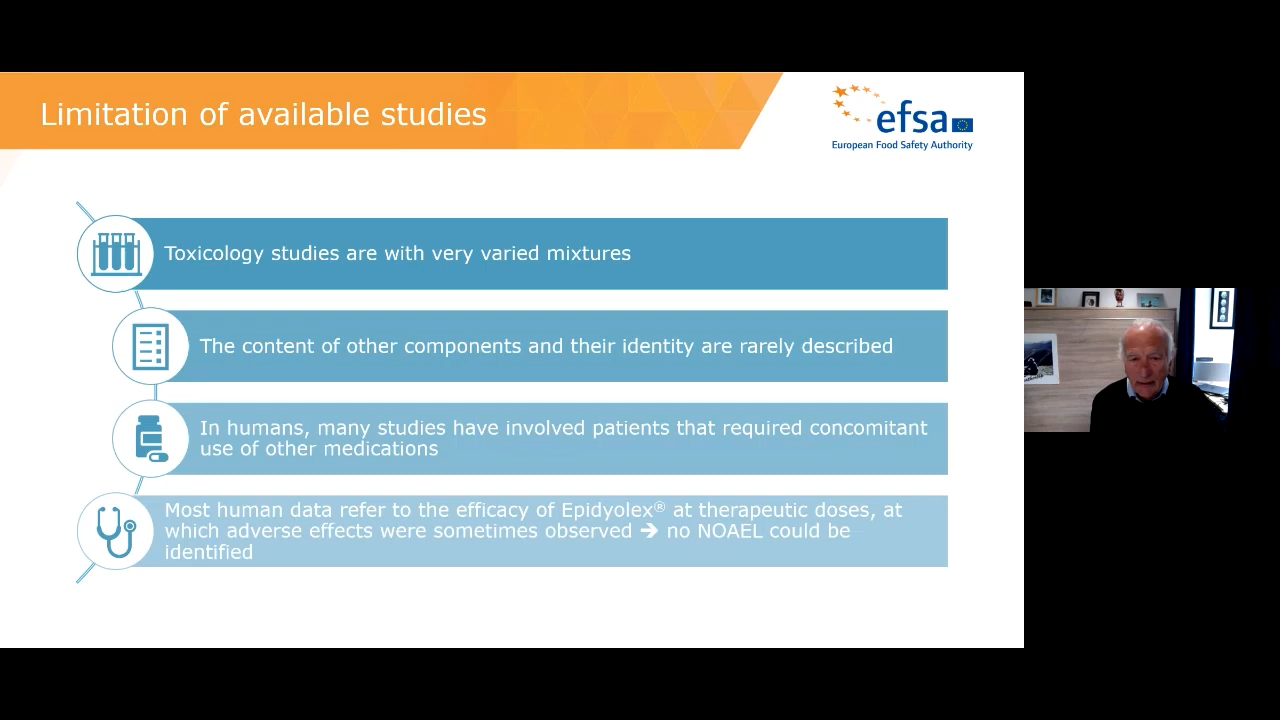 Limitation of available studies
efsa
European Food Safety Authority
Toxicology studies are with very varied mixtures
The content of other components and their identity are rarely described
In humans, many studies have involved patients that required concomitant
use of other medications
Most human data refer to the efficacy of Epidyolex® at therapeutic doses, at
which adverse effects were sometimes observed ➔ no NOAEL could be
identified